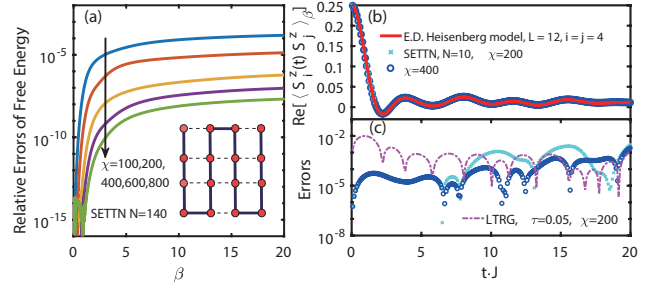 (a)
Relative Errors of Free Energy
10^-5
10^-10
10^-15
χ=100,200,
400,600,800
SETTN N=140
0 5 10 15 20
β
(b)
Re[⟨ S_i^z(t) S_j^z ⟩_β]
0.25
0.2
0.15
0.1
0.05
0
E.D. Heisenberg model, L = 12, i = j = 4
SETTN, N=10, χ=200
χ=400
(c)
Errors
10^-2
10^-5
10^-8
LTRG, τ=0.05, χ=200
0 5 10 15 20
t·J